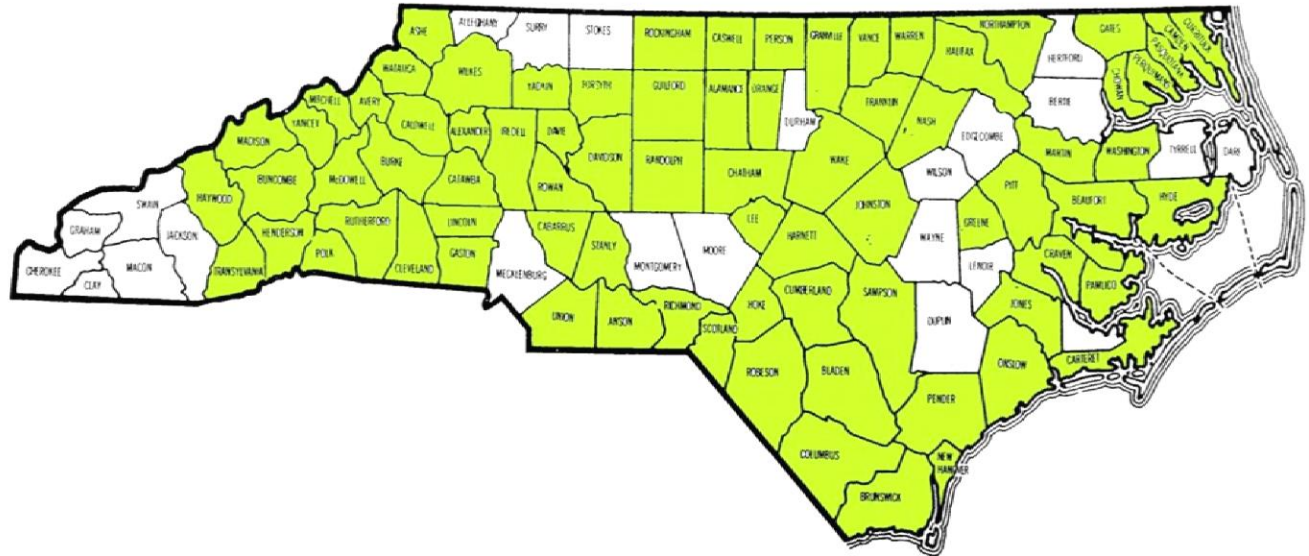 ASHE
ALLEGHANY
SURRY
STOKES
ROCKINGHAM
CASWELL
PERSON
GRANVILLE
VANCE
WARREN
HALIFAX
NORTHAMPTON
HERTFORD
GATES
CURRITUCK
CAMDEN
PASQUOTANK
PERQUIMANS
CHOWAN
WATAUGA
WILKES
YADKIN
FORSYTH
GUILFORD
ALAMANCE
ORANGE
DURHAM
FRANKLIN
NASH
EDGECOMBE
BERTIE
MITCHELL
AVERY
YANCEY
CALDWELL
ALEXANDER
IREDELL
DAVIE
DAVIDSON
RANDOLPH
CHATHAM
WAKE
WILSON
MARTIN
WASHINGTON
TYRRELL
DARE
MADISON
BUNCOMBE
McDOWELL
BURKE
CATAWBA
ROWAN
JOHNSTON
PITT
BEAUFORT
HYDE
HAYWOOD
SWAIN
GRAHAM
JACKSON
HENDERSON
RUTHERFORD
LINCOLN
CABARRUS
STANLY
MONTGOMERY
MOORE
LEE
HARNETT
WAYNE
GREENE
LENOIR
CRAVEN
PAMLICO
CHEROKEE
CLAY
MACON
TRANSYLVANIA
POLK
CLEVELAND
GASTON
MECKLENBURG
UNION
ANSON
RICHMOND
SCOTLAND
HOKE
CUMBERLAND
SAMPSON
DUPLIN
JONES
ONSLOW
CARTERET
ROBESON
BLADEN
PENDER
COLUMBUS
NEW
HANOVER
BRUNSWICK